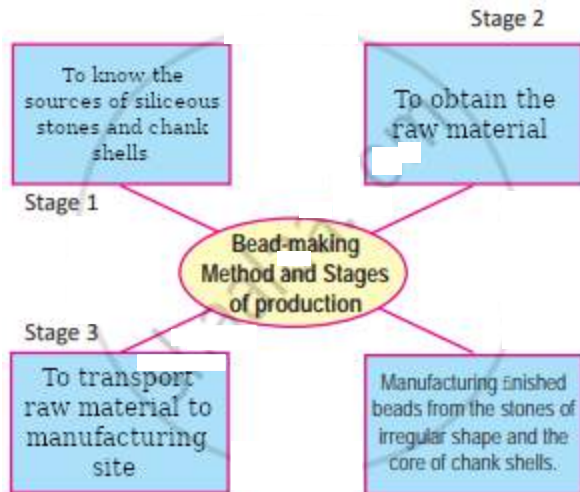 Stage 2
To know the
sources of siliceous
stones and chank
shells
To obtain the
raw material
Stage 1
Bead-making
Method and Stages
of production
Stage 3
To transport
raw material to
manufacturing
site
Manufacturing finished
beads from the stones of
irregular shape and the
core of chank shells.